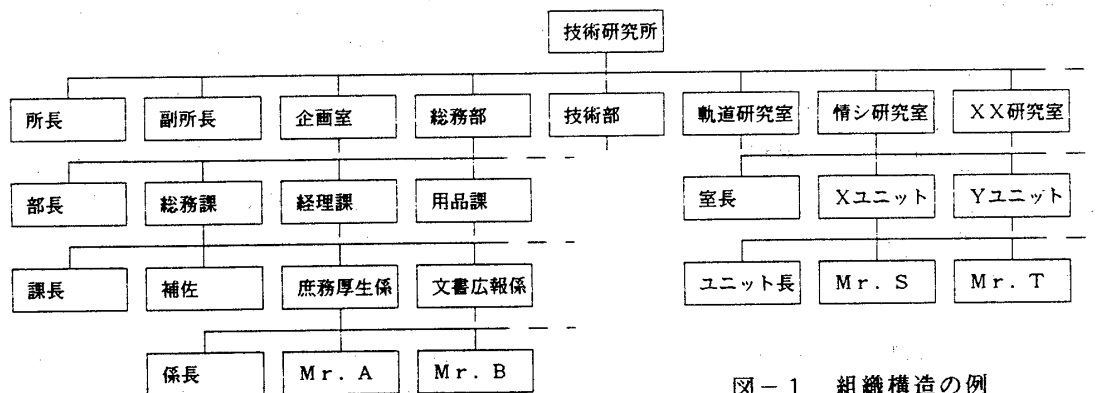 技術研究所
所長 副所長 企画室 総務部 技術部 軌道研究室 情シ研究室 XX研究室
部長 総務課 経理課 用品課 室長 Xユニット Yユニット
課長 補佐 庶務厚生係 文書広報係 ユニット長 Mr.S Mr.T
係長 Mr.A Mr.B
図-1 組織構造の例